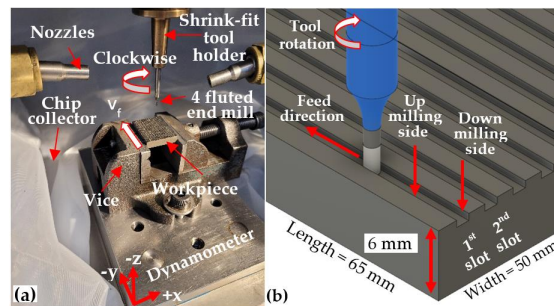 Nozzles
Shrink-fit
tool
holder
Clockwise
4 fluted
end mill
Chip
collector
vf
Vice
Workpiece
Dynamometer
-z
-y
+x
(a)
Tool
rotation
Feed
direction
Up
milling
side
Down
milling
side
6 mm
1st
slot
2nd
slot
Length = 65 mm
Width = 50 mm
(b)